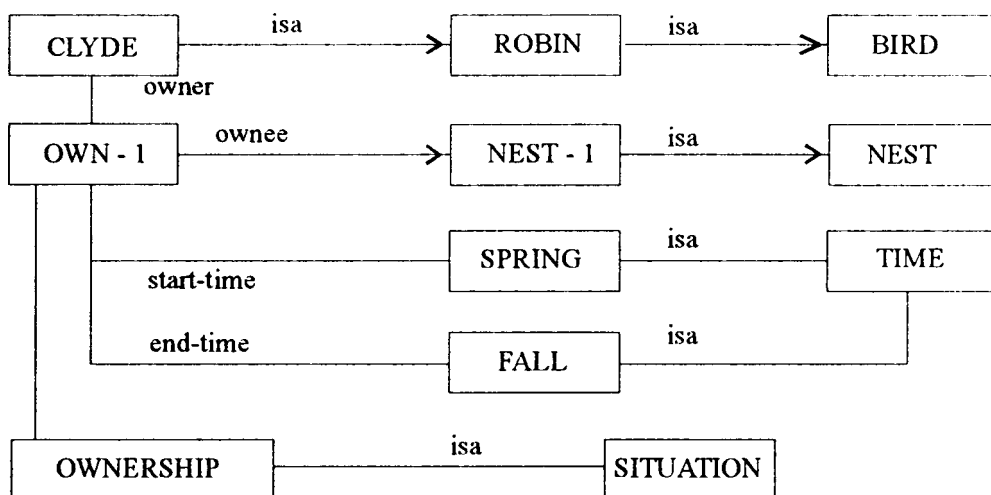 isa isa
CLYDE ROBIN BIRD
owner
ownee isa
OWN - 1 NEST - 1 NEST
isa
SPRING TIME
start-time
end-time isa
FALL
isa
OWNERSHIP SITUATION